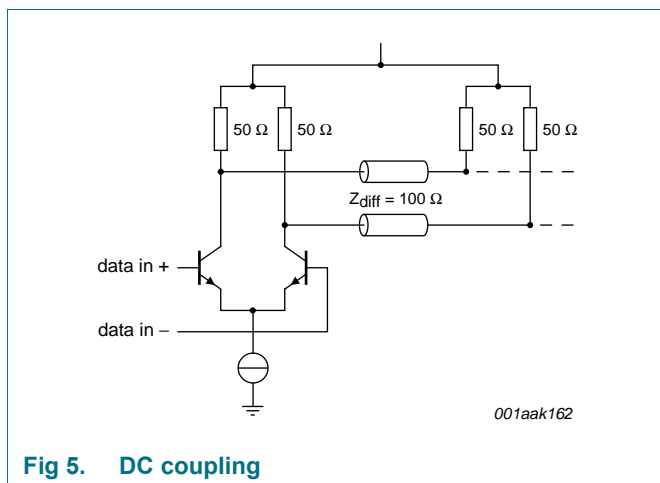 50 Ω 50 Ω 50 Ω 50 Ω
Zdiff = 100 Ω
data in +
data in −
001aak162
Fig 5. DC coupling